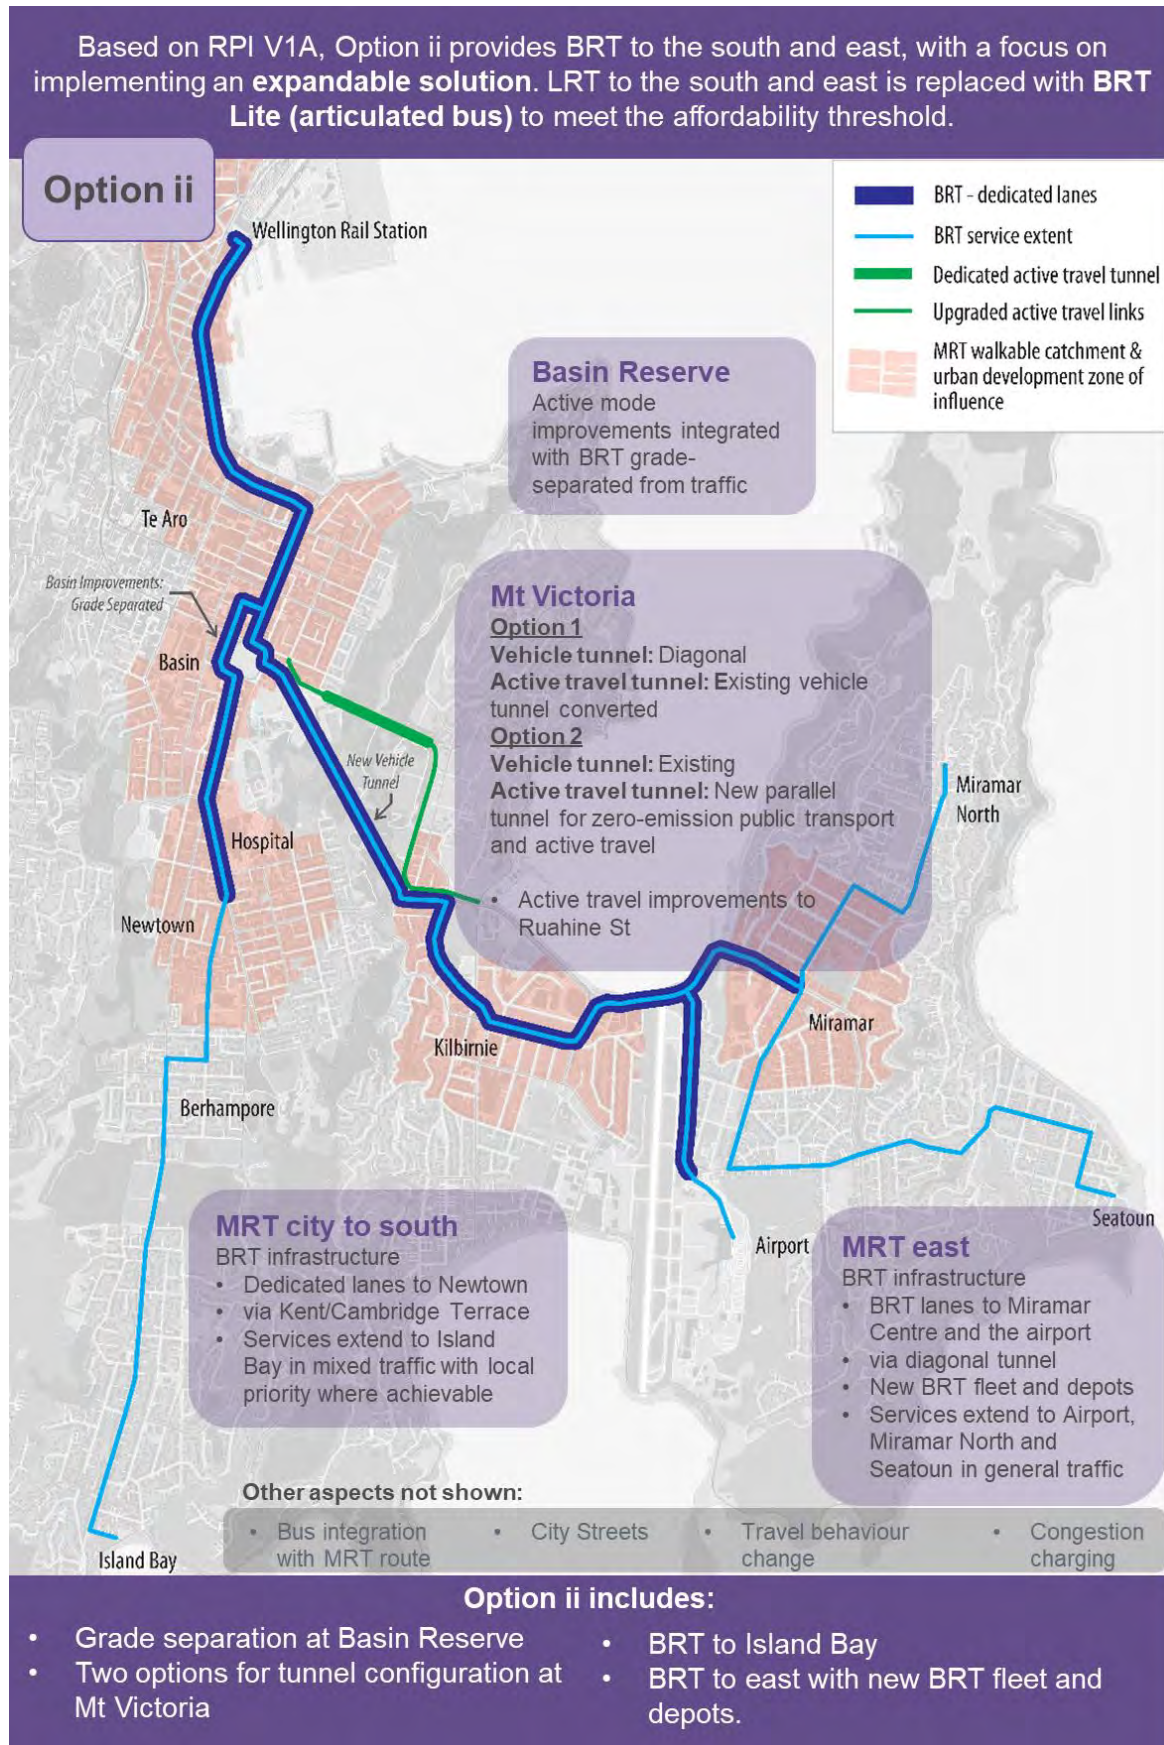 Based on RPI V1A, Option ii provides BRT to the south and east, with a focus on
implementing an expandable solution. LRT to the south and east is replaced with BRT
Lite (articulated bus) to meet the affordability threshold.
Option ii
Wellington Rail Station
BRT - dedicated lanes
BRT service extent
Dedicated active travel tunnel
Upgraded active travel links
MRT walkable catchment &
urban development zone of
influence
Basin Reserve
Active mode
improvements integrated
with BRT grade-
separated from traffic
Te Aro
Basin Improvements:
Grade Separated
Basin
Mt Victoria
Option 1
Vehicle tunnel: Diagonal
Active travel tunnel: Existing vehicle
tunnel converted
Option 2
Vehicle tunnel: Existing
Active travel tunnel: New parallel
tunnel for zero-emission public transport
and active travel
• Active travel improvements to
Ruahine St
New Vehicle
Tunnel
Miramar
North
Hospital
Newtown
Miramar
Kilbirnie
Berhampore
Seatoun
Airport
MRT city to south
BRT infrastructure
• Dedicated lanes to Newtown
• via Kent/Cambridge Terrace
• Services extend to Island
Bay in mixed traffic with local
priority where achievable
MRT east
BRT infrastructure
• BRT lanes to Miramar
Centre and the airport
• via diagonal tunnel
• New BRT fleet and depots
• Services extend to Airport,
Miramar North and
Seatoun in general traffic
Island Bay
Other aspects not shown:
• Bus integration
with MRT route
• City Streets
• Travel behaviour
change
• Congestion
charging
Option ii includes:
• Grade separation at Basin Reserve
• Two options for tunnel configuration at
Mt Victoria
• BRT to Island Bay
• BRT to east with new BRT fleet and
depots.